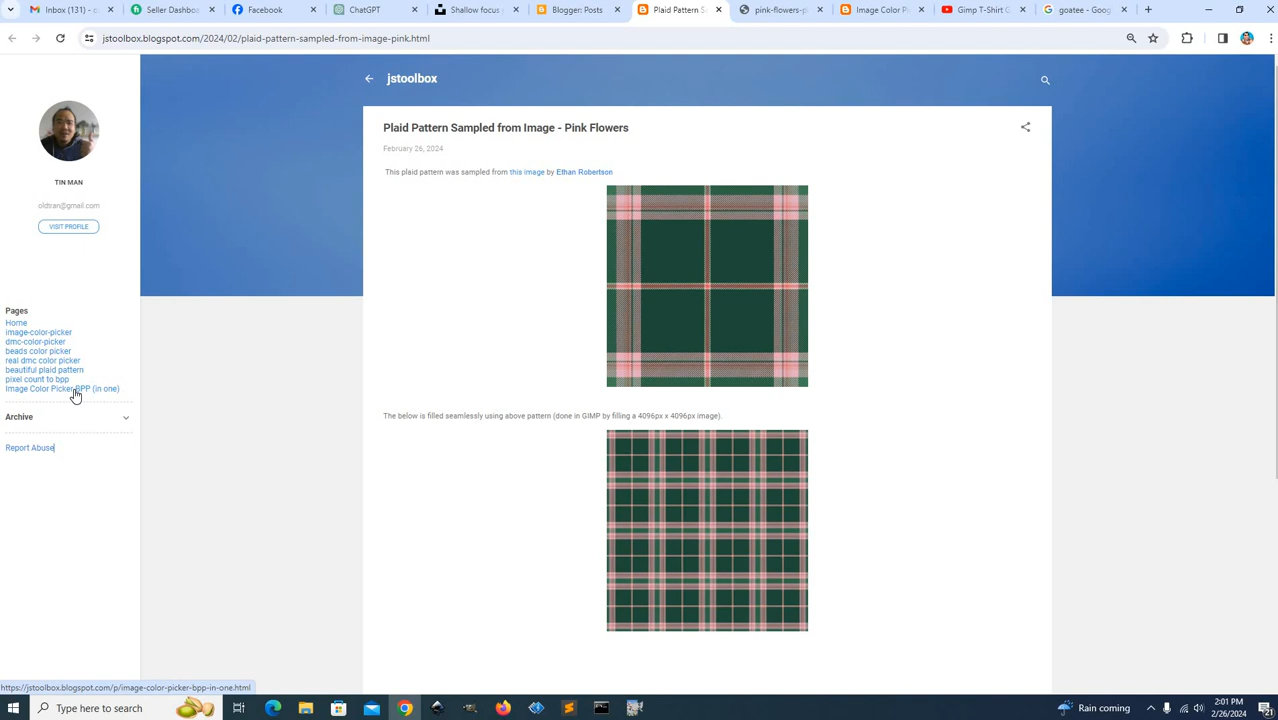 Inbox (131) - o
Seller Dashboa
Facebook
ChatGPT
Shallow focus
Blogger: Posts
Plaid Pattern S
pink-flowers-p
Image Color P
Gimp T-Shirt G
goatee - Goog
jstoolbox.blogspot.com/2024/02/plaid-pattern-sampled-from-image-pink.html
jstoolbox
TIN MAN
oldtran@gmail.com
VISIT PROFILE
Pages
Home
image-color-picker
dmc-color-picker
beads color picker
real dmc color picker
beautiful plaid pattern
pixel count to bpp
Image Color Picker BPP (in one)
Archive
Report Abuse
Plaid Pattern Sampled from Image - Pink Flowers
February 26, 2024
This plaid pattern was sampled from this image by Ethan Robertson
The below is filled seamlessly using above pattern (done in GIMP by filling a 4096px x 4096px image).
https://jstoolbox.blogspot.com/p/image-color-picker-bpp-in-one.html
Type here to search
Rain coming
2:01 PM
2/26/2024
21